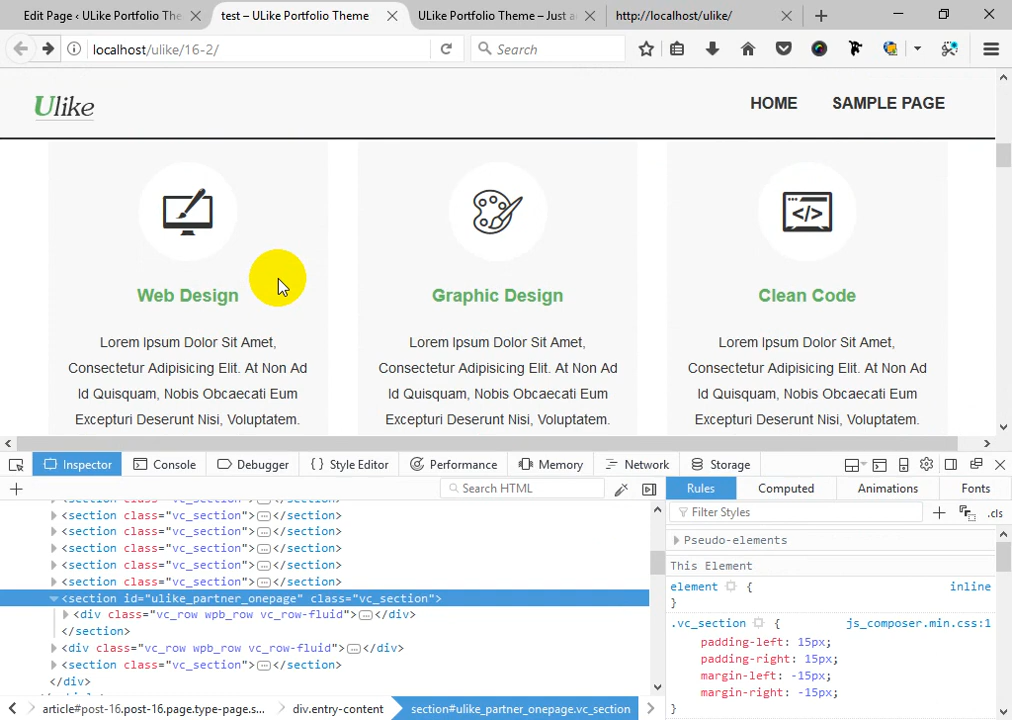 Edit Page ‹ ULike Portfolio Th
test – ULike Portfolio Theme
ULike Portfolio Theme – Just a
http://localhost/ulike/
localhost/ulike/16-2/
Search
Ulike
HOME
SAMPLE PAGE
Web Design
Lorem Ipsum Dolor Sit Amet,
Consectetur Adipisicing Elit. At Non Ad
Id Quisquam, Nobis Obcaecati Eum
Excepturi Deserunt Nisi, Voluptatem.
Graphic Design
Lorem Ipsum Dolor Sit Amet,
Consectetur Adipisicing Elit. At Non Ad
Id Quisquam, Nobis Obcaecati Eum
Excepturi Deserunt Nisi, Voluptatem.
Clean Code
Lorem Ipsum Dolor Sit Amet,
Consectetur Adipisicing Elit. At Non Ad
Id Quisquam, Nobis Obcaecati Eum
Excepturi Deserunt Nisi, Voluptatem.
Inspector
Console
Debugger
{ } Style Editor
Performance
Memory
Network
Storage
Search HTML
<section class="vc_section">…</section>
<section class="vc_section">…</section>
<section class="vc_section">…</section>
<section class="vc_section">…</section>
<section class="vc_section">…</section>
<section class="vc_section">…</section>
<section id="ulike_partner_onepage" class="vc_section">
<div class="vc_row wpb_row vc_row-fluid">…</div>
</section>
<div class="vc_row wpb_row vc_row-fluid">…</div>
<section class="vc_section">…</section>
</div>
article#post-16.post-16.page.type-page.s...
div.entry-content
section#ulike_partner_onepage.vc_section
Rules
Computed
Animations
Fonts
Filter Styles
.cls
Pseudo-elements
This Element
element { inline
}
.vc_section { js_composer.min.css:1
padding-left: 15px;
padding-right: 15px;
margin-left: -15px;
margin-right: -15px;
}